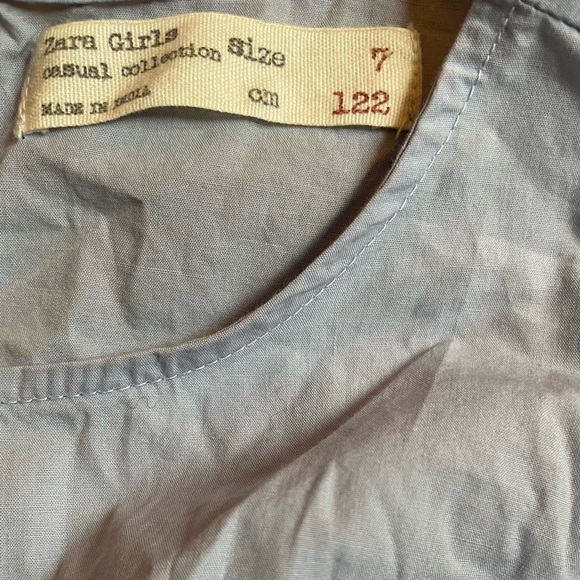 Zara Girls Size 7
casual collection
MADE IN INDIA cm 122